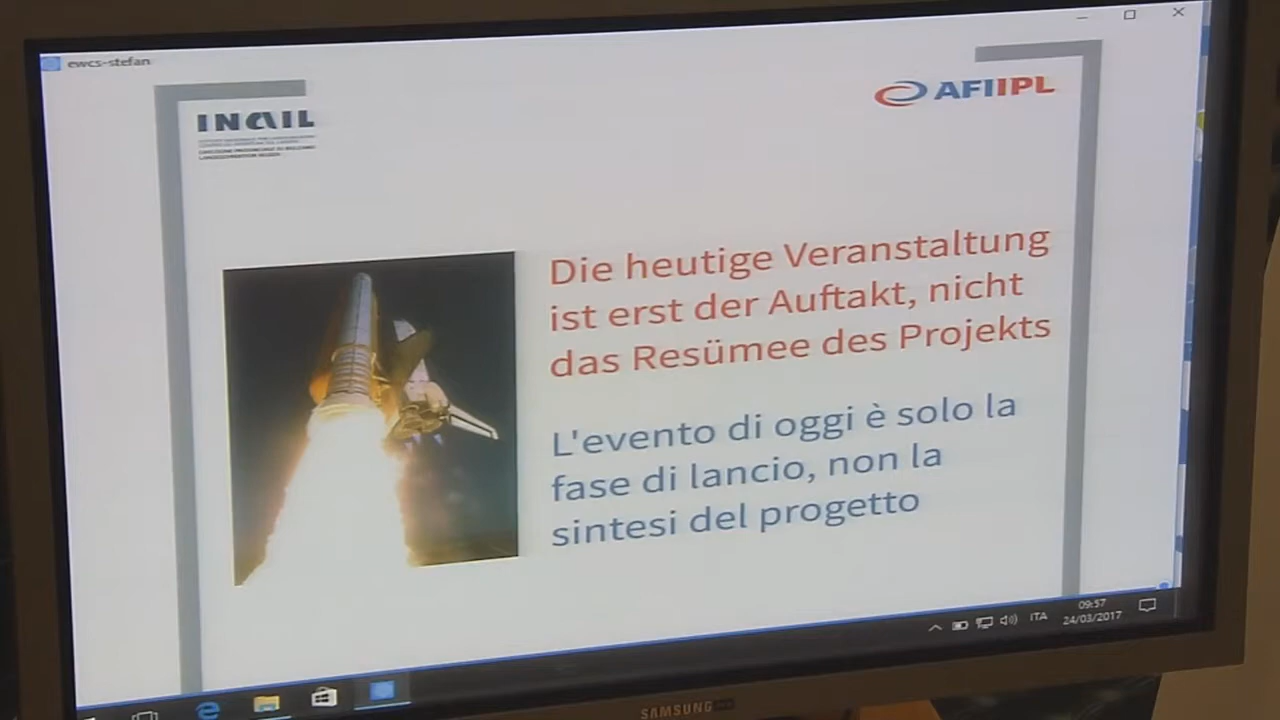 ewcs-stefan
INAIL
AFIIPL
Die heutige Veranstaltung
ist erst der Auftakt, nicht
das Resümee des Projekts
L'evento di oggi è solo la
fase di lancio, non la
sintesi del progetto
ITA
09:57
24/03/2017
SAMSUNG